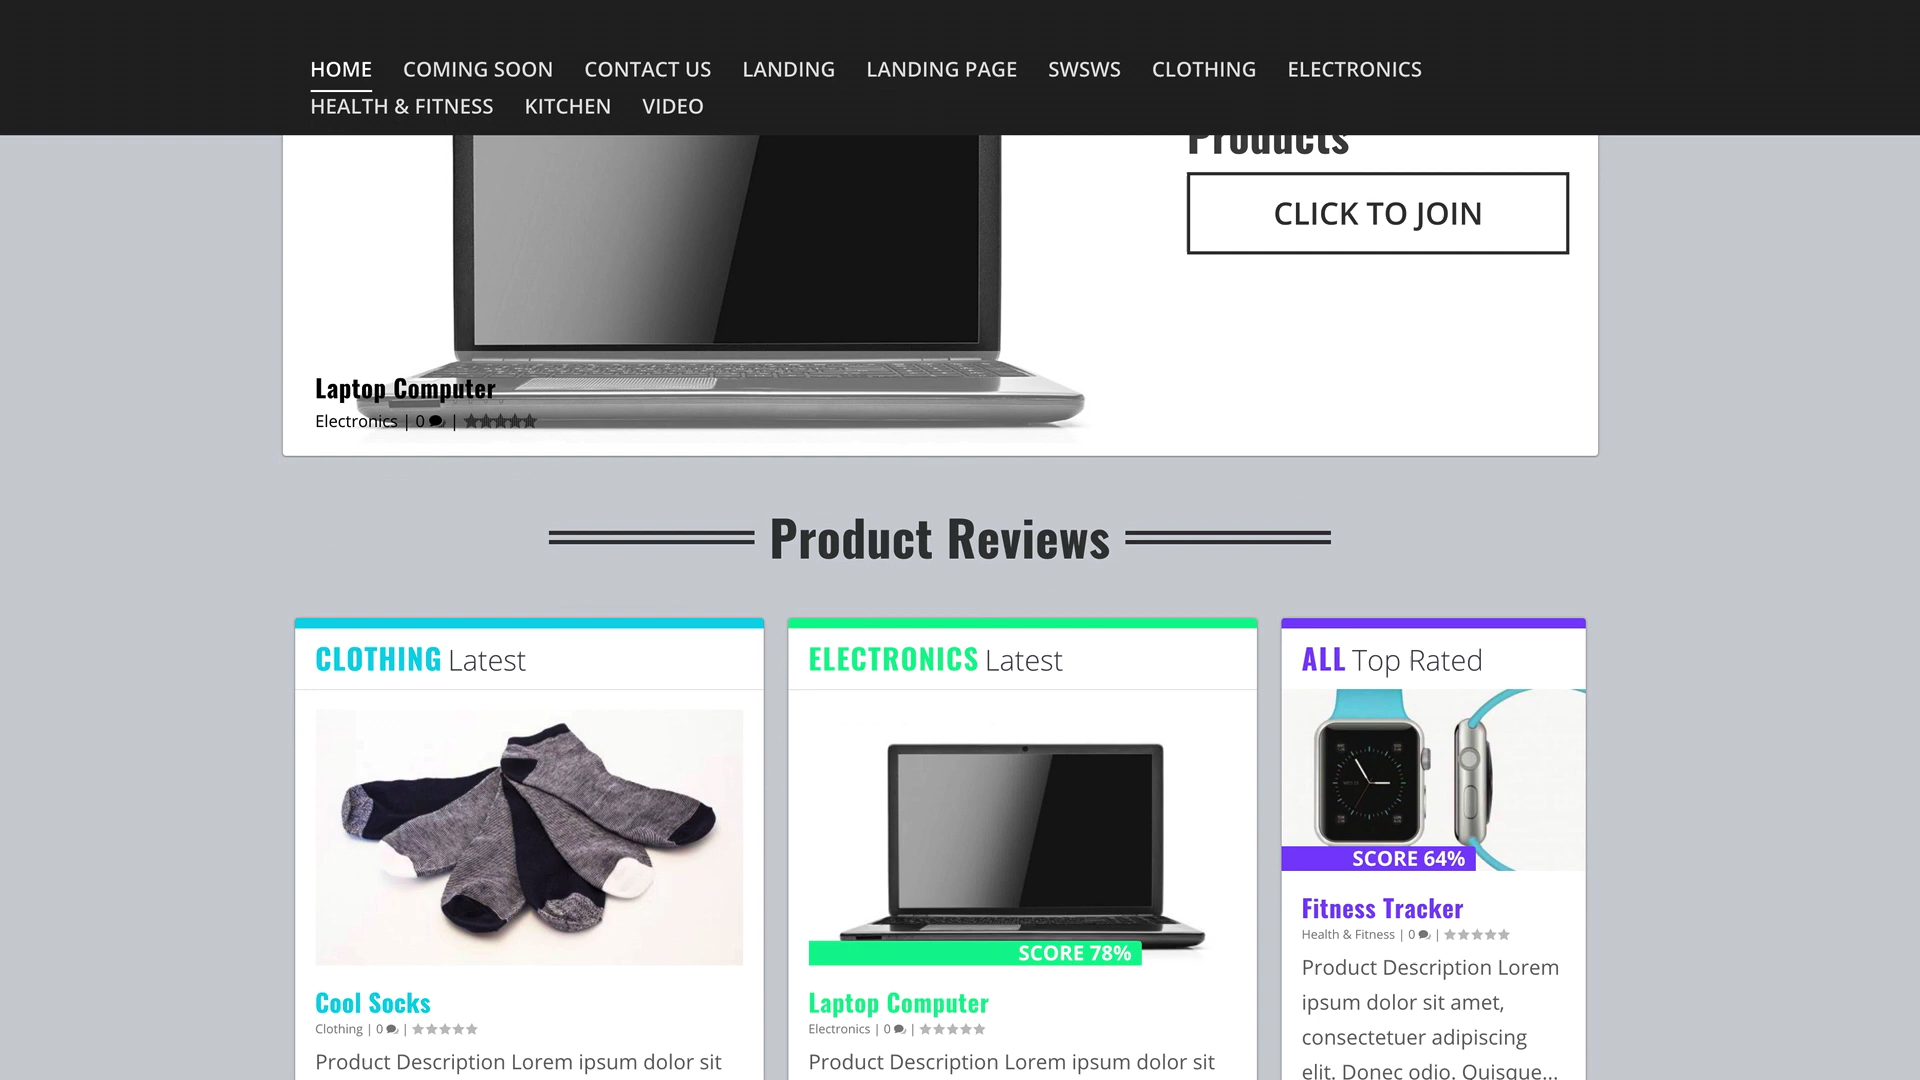 HOME COMING SOON CONTACT US LANDING LANDING PAGE SWSWS CLOTHING ELECTRONICS
HEALTH & FITNESS KITCHEN VIDEO
Products
CLICK TO JOIN
Laptop Computer
Electronics | 0 |
Product Reviews
CLOTHING Latest
Cool Socks
Clothing | 0 |
Product Description Lorem ipsum dolor sit
ELECTRONICS Latest
SCORE 78%
Laptop Computer
Electronics | 0 |
Product Description Lorem ipsum dolor sit
ALL Top Rated
SCORE 64%
Fitness Tracker
Health & Fitness | 0 |
Product Description Lorem
ipsum dolor sit amet,
consectetuer adipiscing
elit. Donec odio. Quisque...